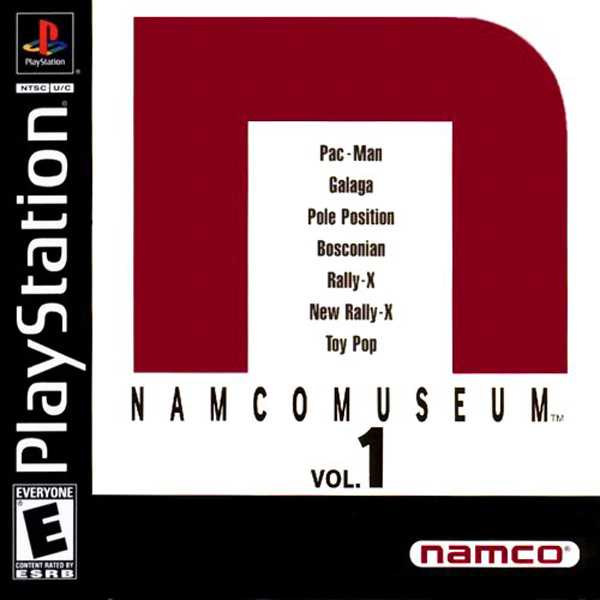 PlayStation
NTSC U/C
PlayStation
Pac-Man
Galaga
Pole Position
Bosconian
Rally-X
New Rally-X
Toy Pop
NAMCOMUSEUM™
VOL.1
EVERYONE
E
CONTENT RATED BY
ESRB
namco®